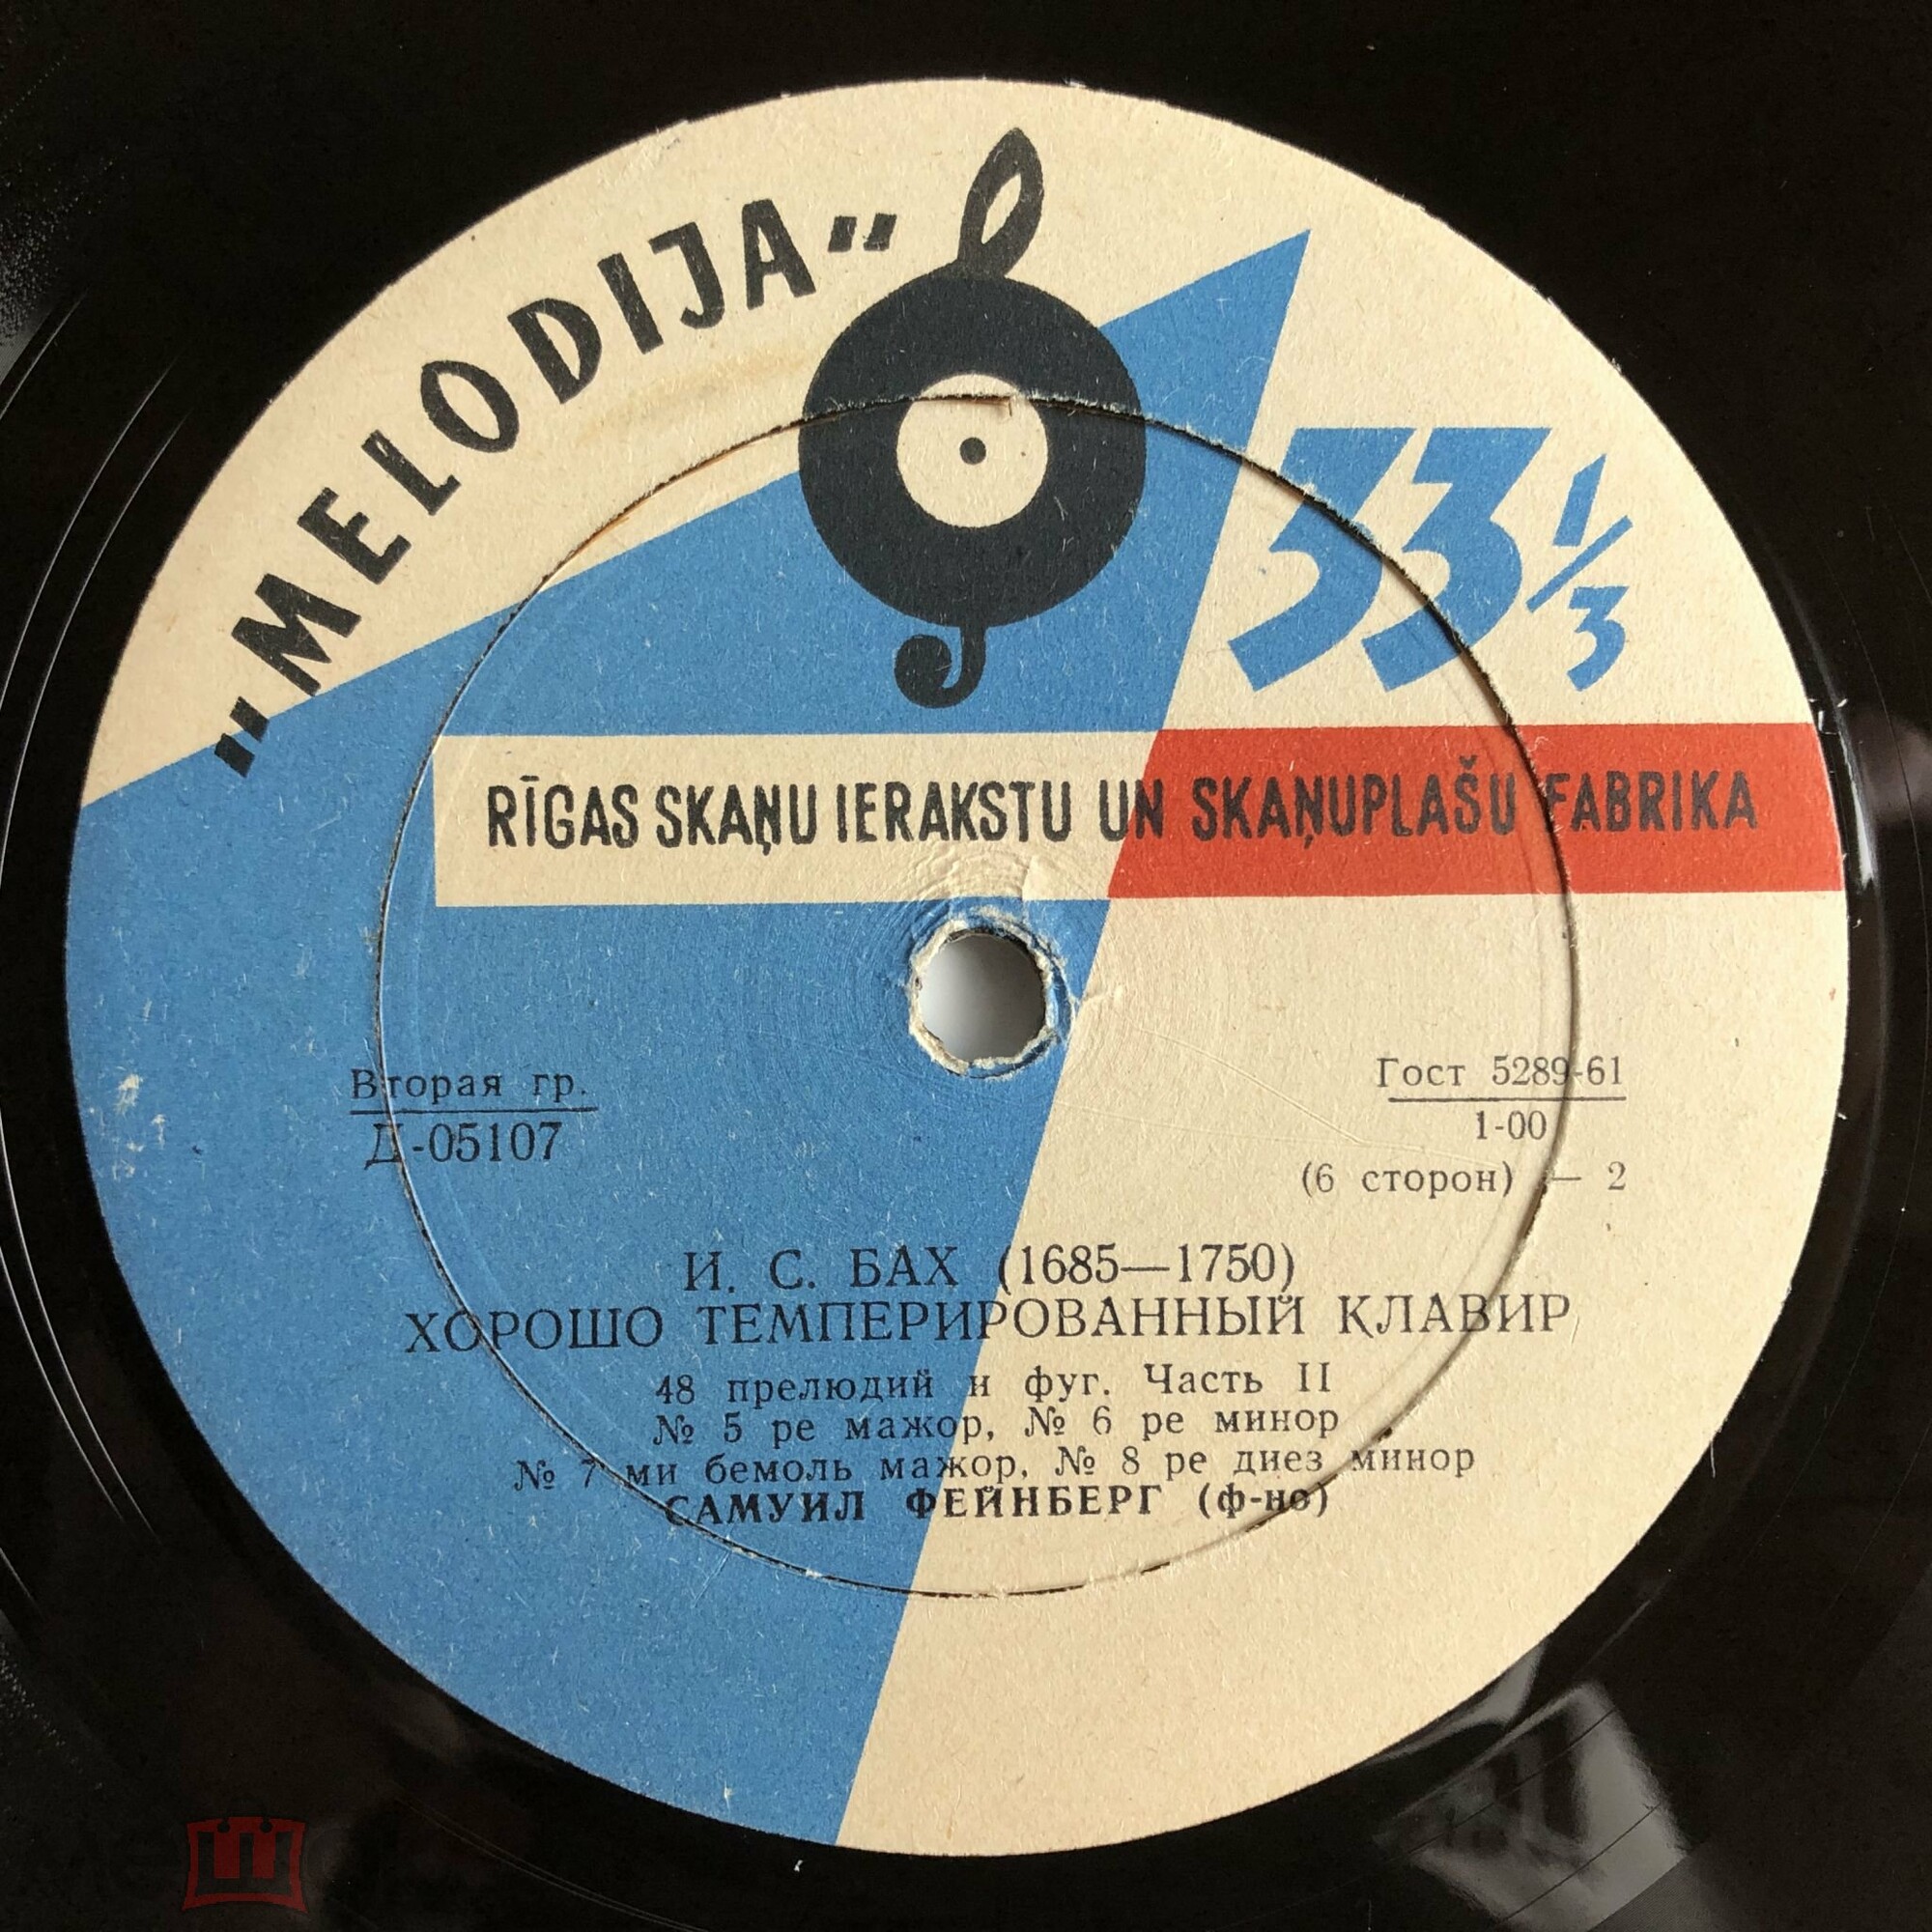 „MELODIJA"
33 1/3
RĪGAS SKAŅU IERAKSTU UN SKAŅUPLAŠU FABRIKA
Вторая гр.
Д-05107
Гост 5289-61
1-00
(6 сторон) — 2
И. С. БАХ (1685—1750)
ХОРОШО ТЕМПЕРИРОВАННЫЙ КЛАВИР
48 прелюдий и фуг. Часть II
№ 5 ре мажор, № 6 ре минор
№ 7 ми бемоль мажор, № 8 ре диез минор
САМУИЛ ФЕЙНБЕРГ (ф-но)